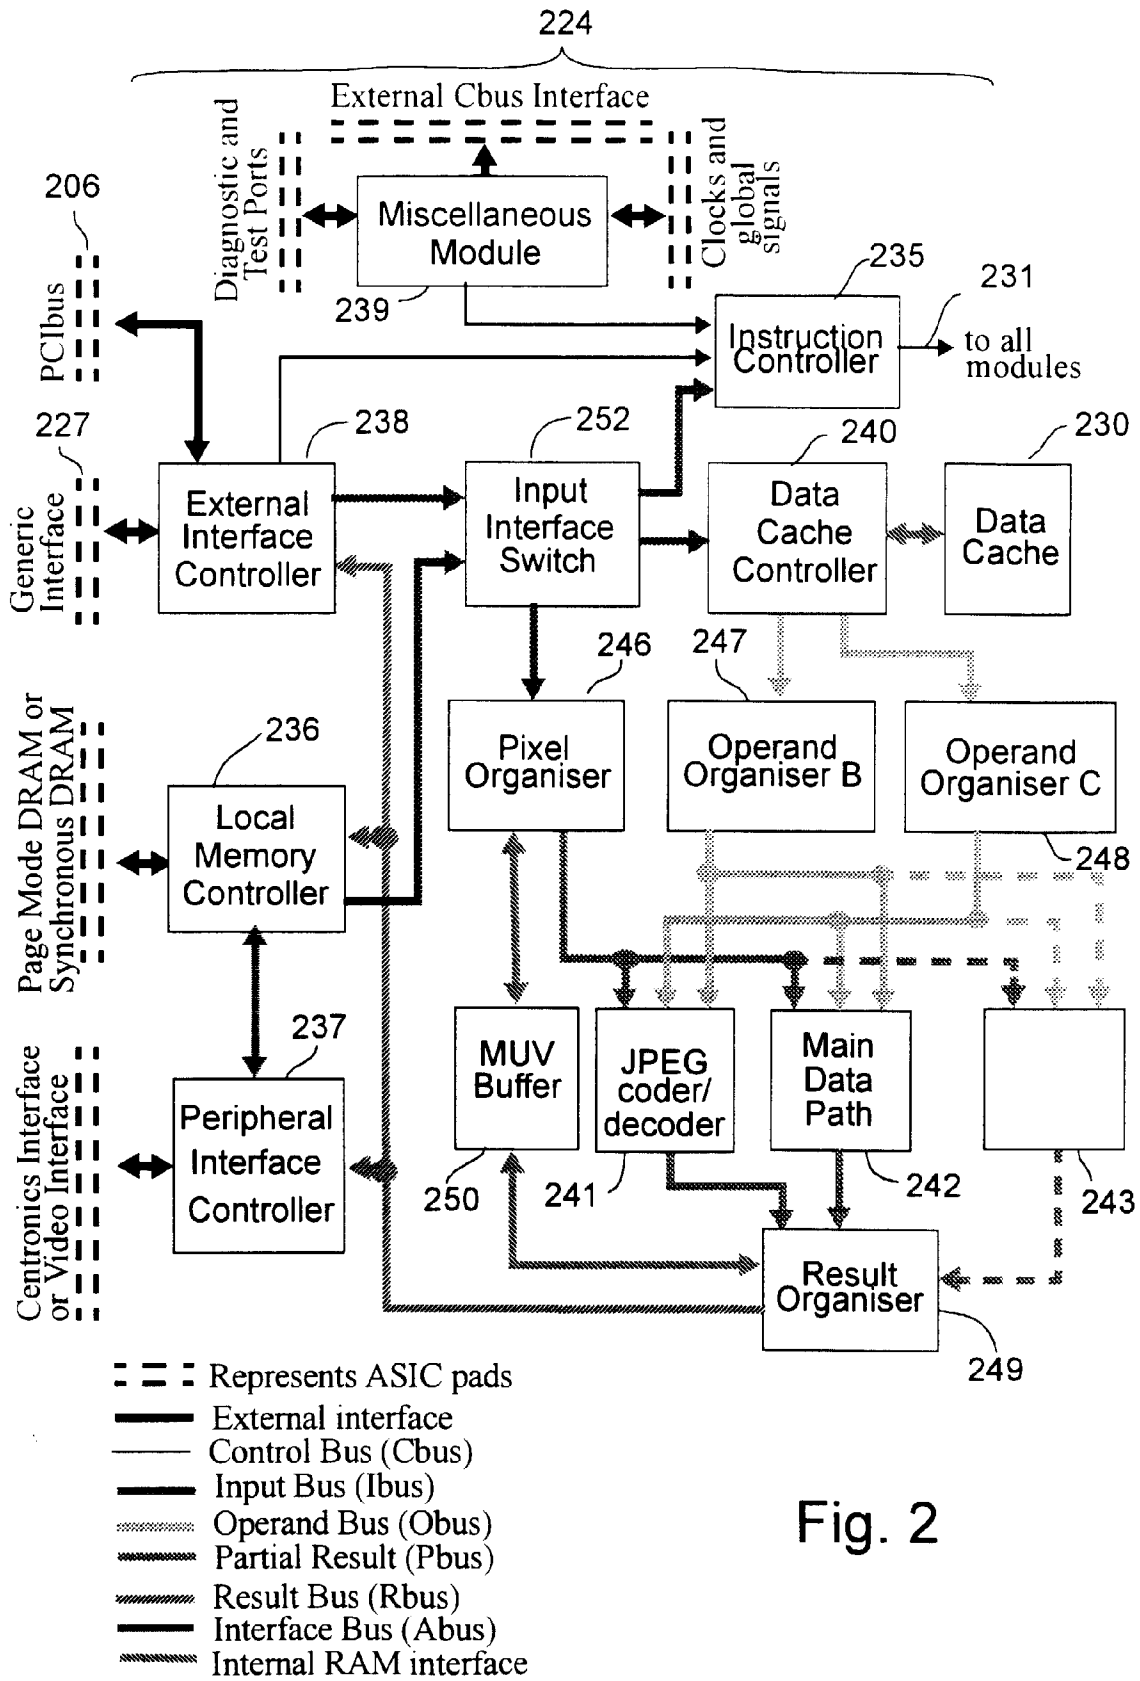 224
External Cbus Interface
Diagnostic and
Test Ports
Miscellaneous
Module
Clocks and
global
signals
239
206
PCIbus
235
231
Instruction
Controller
to all
modules
227
Generic
Interface
238
External
Interface
Controller
252
Input
Interface
Switch
240
Data
Cache
Controller
230
Data
Cache
246
Pixel
Organiser
247
Operand
Organiser B
Operand
Organiser C
248
Page Mode DRAM or
Synchronous DRAM
236
Local
Memory
Controller
237
Centronics Interface
or Video Interface
Peripheral
Interface
Controller
MUV
Buffer
250
JPEG
coder/
decoder
241
Main
Data
Path
242
243
Result
Organiser
249
Represents ASIC pads
External interface
Control Bus (Cbus)
Input Bus (Ibus)
Operand Bus (Obus)
Partial Result (Pbus)
Result Bus (Rbus)
Interface Bus (Abus)
Internal RAM interface
Fig. 2